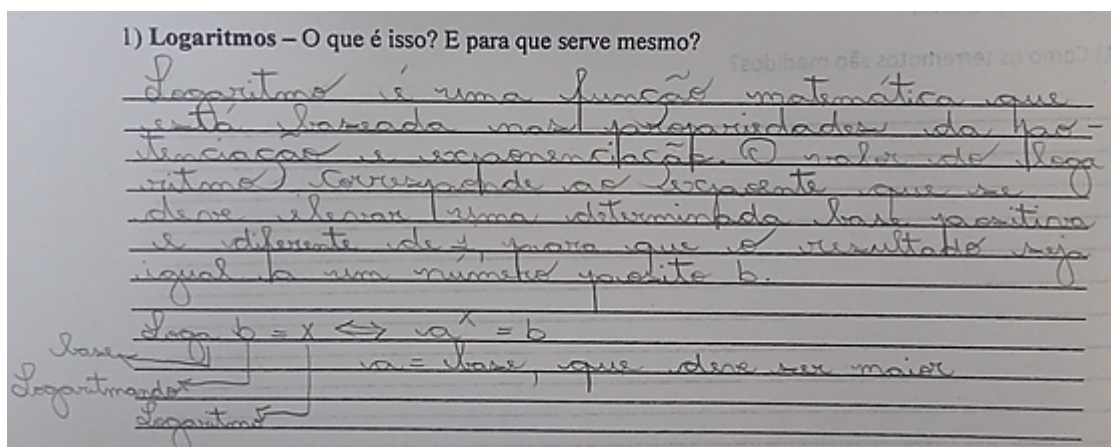 1) Logaritmos – O que é isso? E para que serve mesmo?
Logaritmo é uma função matemática que
está baseada nas propriedades da po-
tenciação e exponenciação. O valor do loga
ritmo) corresponde ao expoente que se
deve elevar uma determinada base positiva
e diferente de 1, para que o resultado seja
igual a um número posito b.
Loga b = x ⇔ a^x = b
base a = base, que deve ser maior
Logaritmando
Logaritmo